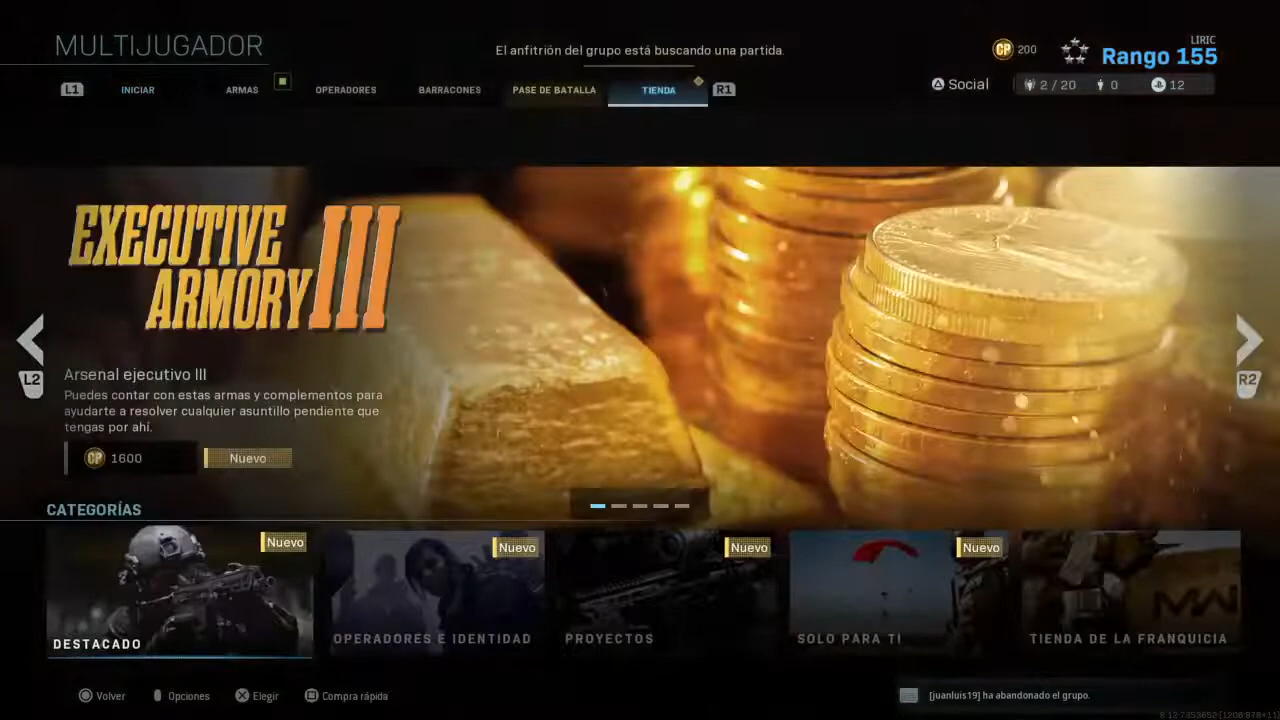 MULTIJUGADOR
El anfitrión del grupo está buscando una partida.
CP 200
LIRIC
Rango 155
L1
INICIAR
ARMAS
OPERADORES
BARRACONES
PASE DE BATALLA
TIENDA
R1
Social
2 / 20
0
12
EXECUTIVE
ARMORY III
L2
R2
Arsenal ejecutivo III
Puedes contar con estas armas y complementos para
ayudarte a resolver cualquier asuntillo pendiente que
tengas por ahí.
CP 1600
Nuevo
CATEGORÍAS
Nuevo
Nuevo
Nuevo
Nuevo
DESTACADO
OPERADORES E IDENTIDAD
PROYECTOS
SOLO PARA TI
TIENDA DE LA FRANQUICIA
Volver
Opciones
Elegir
Compra rápida
[juanluis19] ha abandonado el grupo.